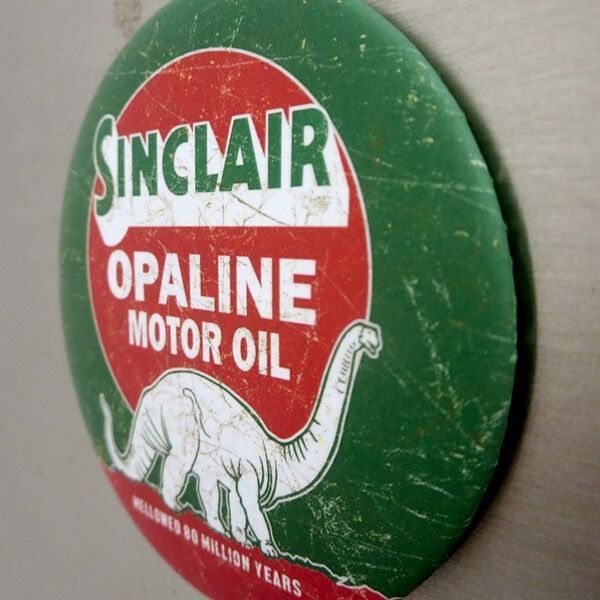 SINCLAIR
OPALINE
MOTOR OIL
MELLOWED 80 MILLION YEARS